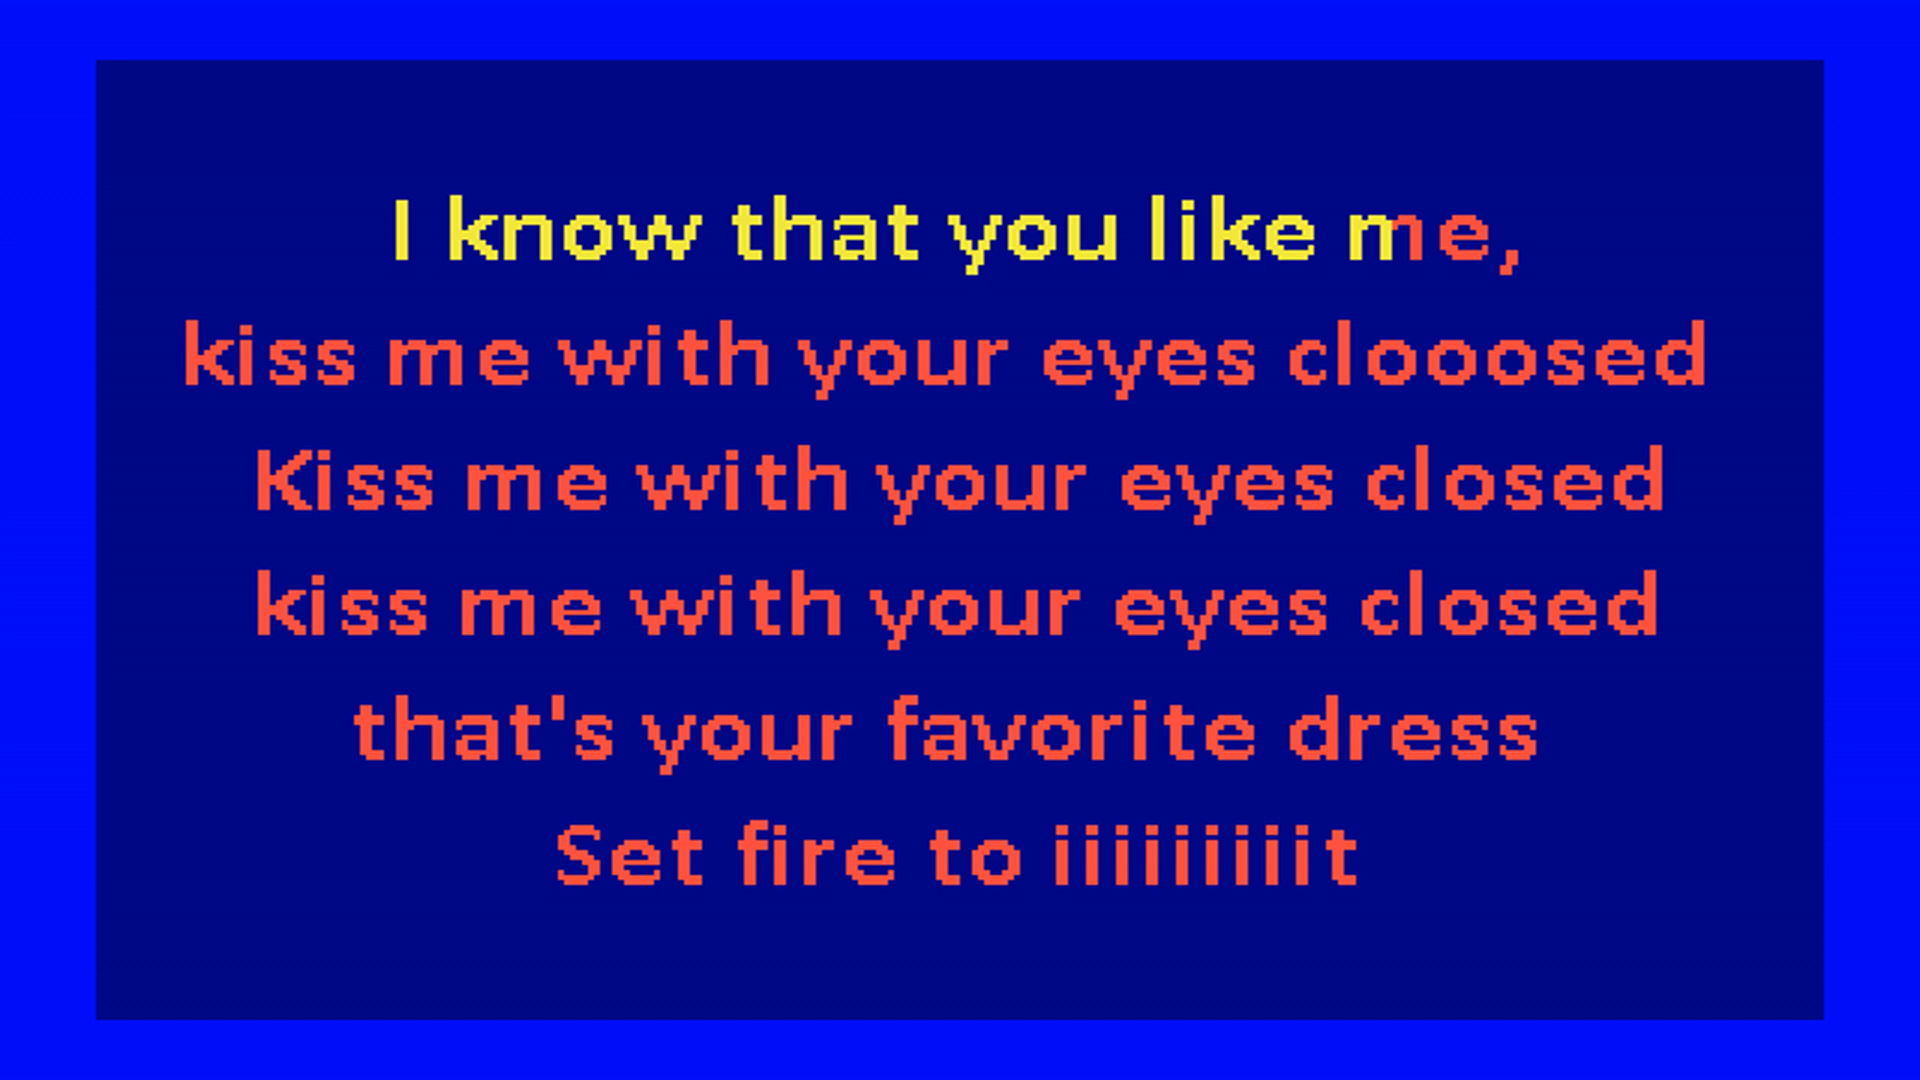 I know that you like me,
kiss me with your eyes clooosed
Kiss me with your eyes closed
kiss me with your eyes closed
that's your favorite dress
Set fire to iiiiiiiiit